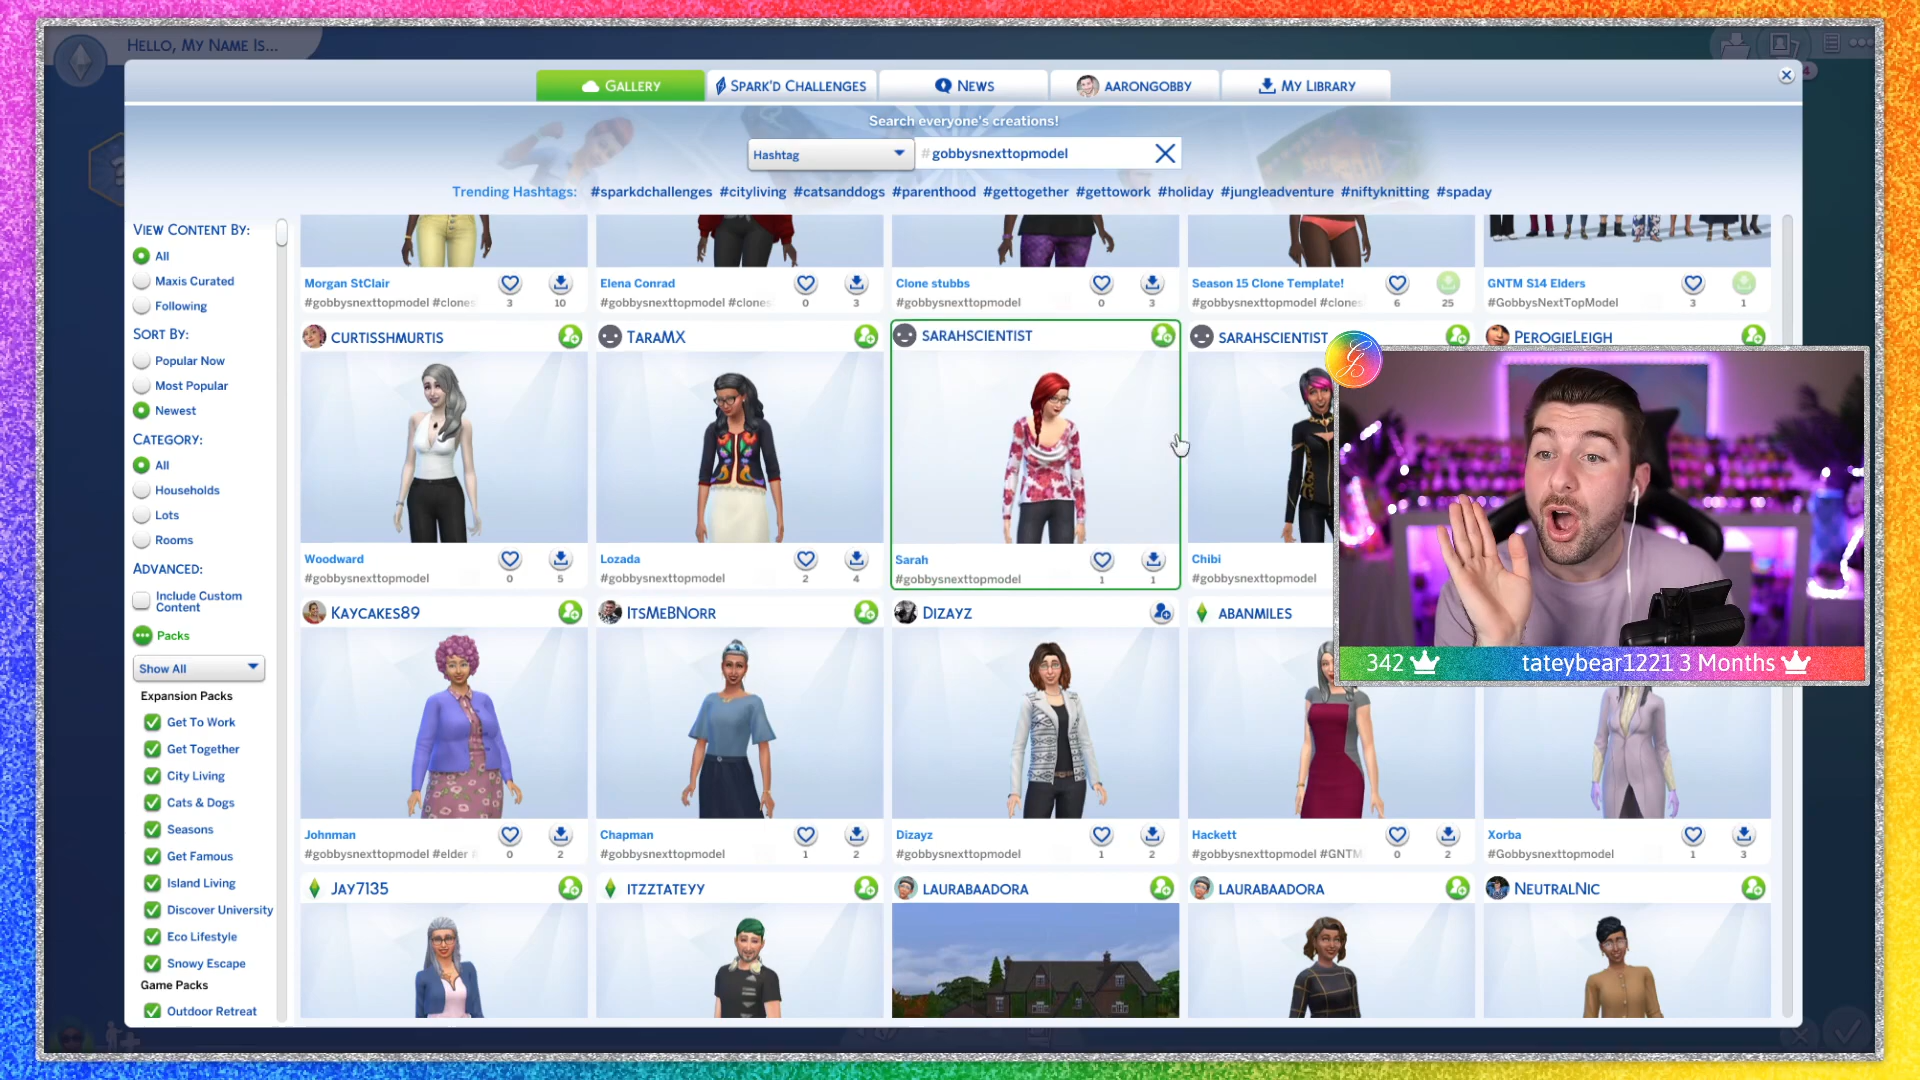 Hello, My Name Is...
Gallery
Spark'd Challenges
News
AARONGOBBY
My Library
Search everyone's creations!
Hashtag
# gobbysnexttopmodel
Trending Hashtags: #sparkdchallenges #cityliving #catsanddogs #parenthood #gettogether #gettowork #holiday #jungleadventure #niftyknitting #spaday
View Content By:
All
Maxis Curated
Following
Sort By:
Popular Now
Most Popular
Newest
Category:
All
Households
Lots
Rooms
Advanced:
Include Custom
Content
Packs
Show All
Expansion Packs
Get To Work
Get Together
City Living
Cats & Dogs
Seasons
Get Famous
Island Living
Discover University
Eco Lifestyle
Snowy Escape
Game Packs
Outdoor Retreat
Morgan StClair
#gobbysnexttopmodel #clones
3 10
Elena Conrad
#gobbysnexttopmodel #clones
0 3
Clone stubbs
#gobbysnexttopmodel
0 3
Season 15 Clone Template!
#gobbysnexttopmodel #clones
6 25
GNTM S14 Elders
#GobbysNextTopModel
3 1
CURTISSHMURTIS
Woodward
#gobbysnexttopmodel
0 5
TaraMX
Lozada
#gobbysnexttopmodel
2 4
SARAHSCIENTIST
Sarah
#gobbysnexttopmodel
1 1
SARAHSCIENTIST
Chibi
#gobbysnexttopmodel
PerogieLeigh
342
tateybear1221 3 Months
Kaycakes89
Johnman
#gobbysnexttopmodel #elder
0 2
ItsMeBNorr
Chapman
#gobbysnexttopmodel
1 2
Dizayz
Dizayz
#gobbysnexttopmodel
1 2
ABANMILES
Hackett
#gobbysnexttopmodel #GNTM
0 2
Xorba
#Gobbysnexttopmodel
1 3
Jay7135
ITZZTATEYY
LAURABAADORA
LAURABAADORA
NeutralNic